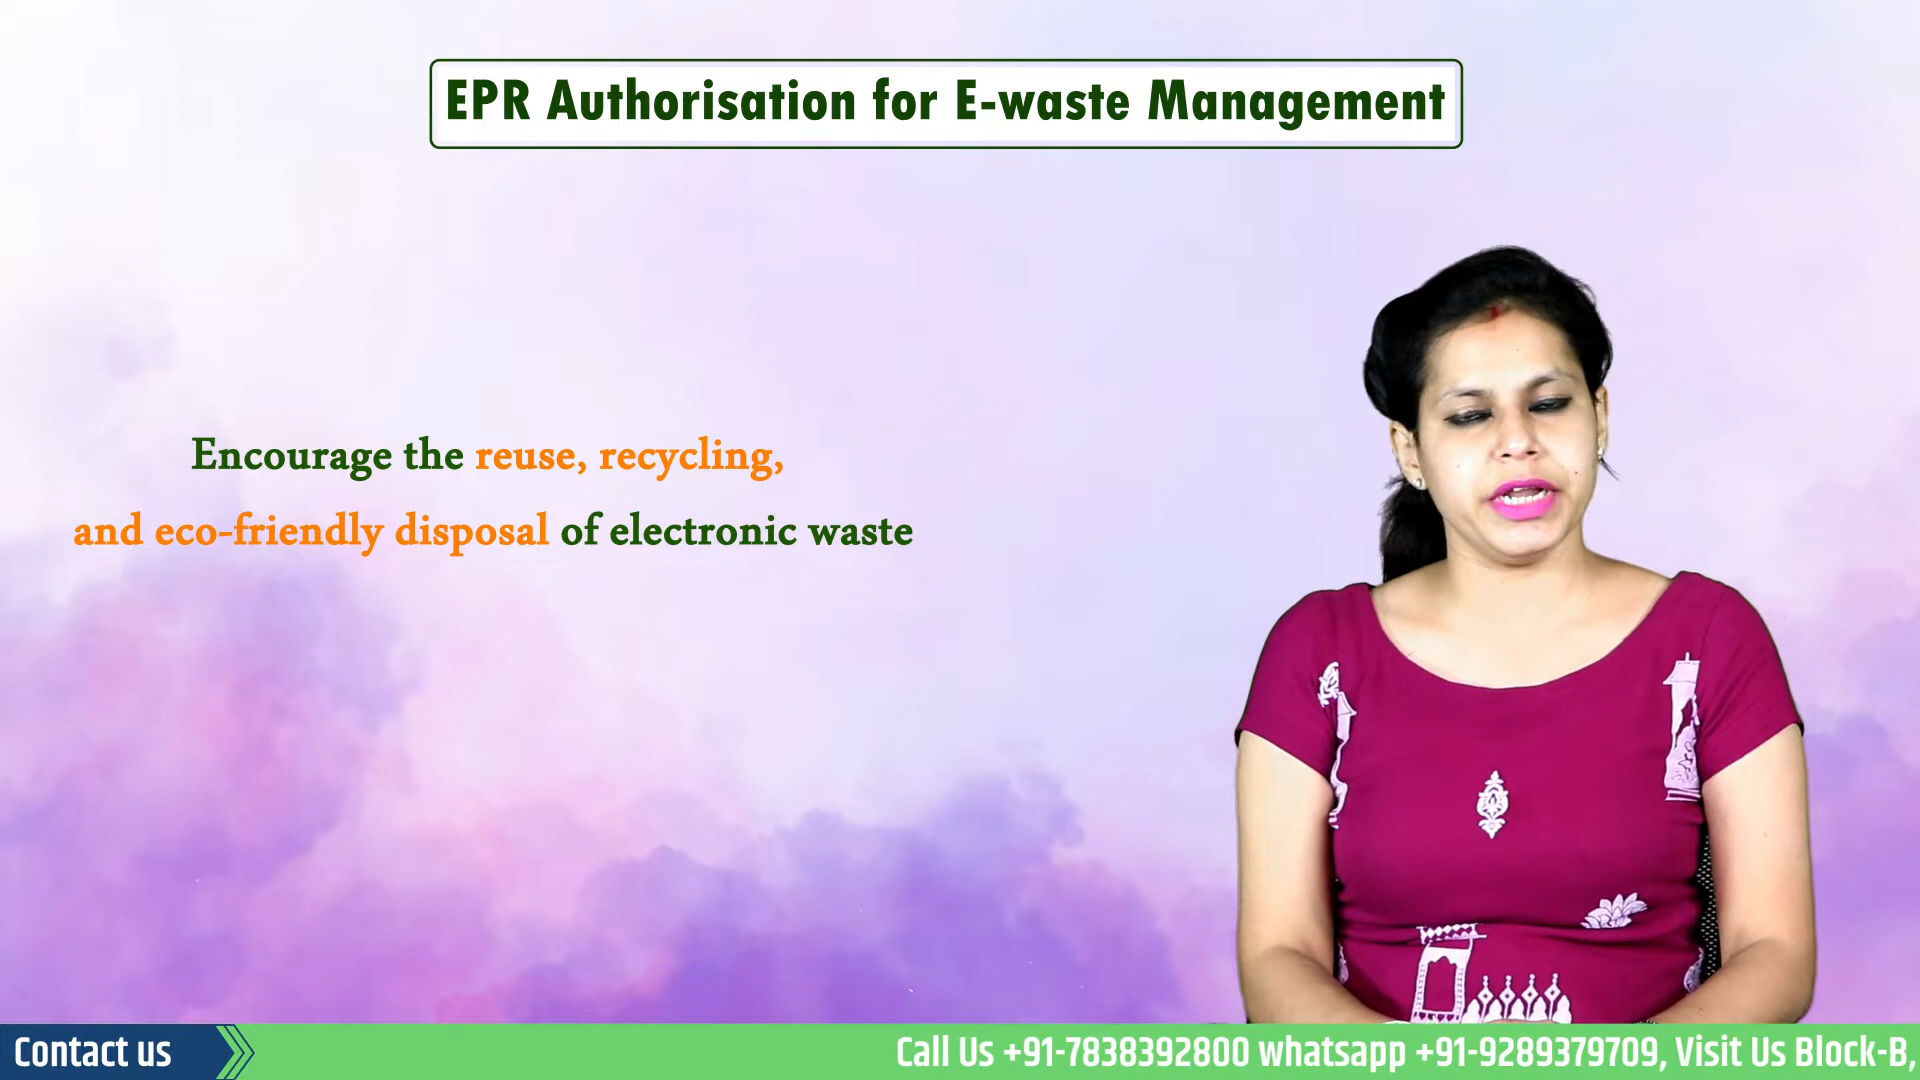 EPR Authorisation for E-waste Management
Encourage the reuse, recycling,
and eco-friendly disposal of electronic waste
Contact us
Call Us +91-7838392800 whatsapp +91-9289379709, Visit Us Block-B,